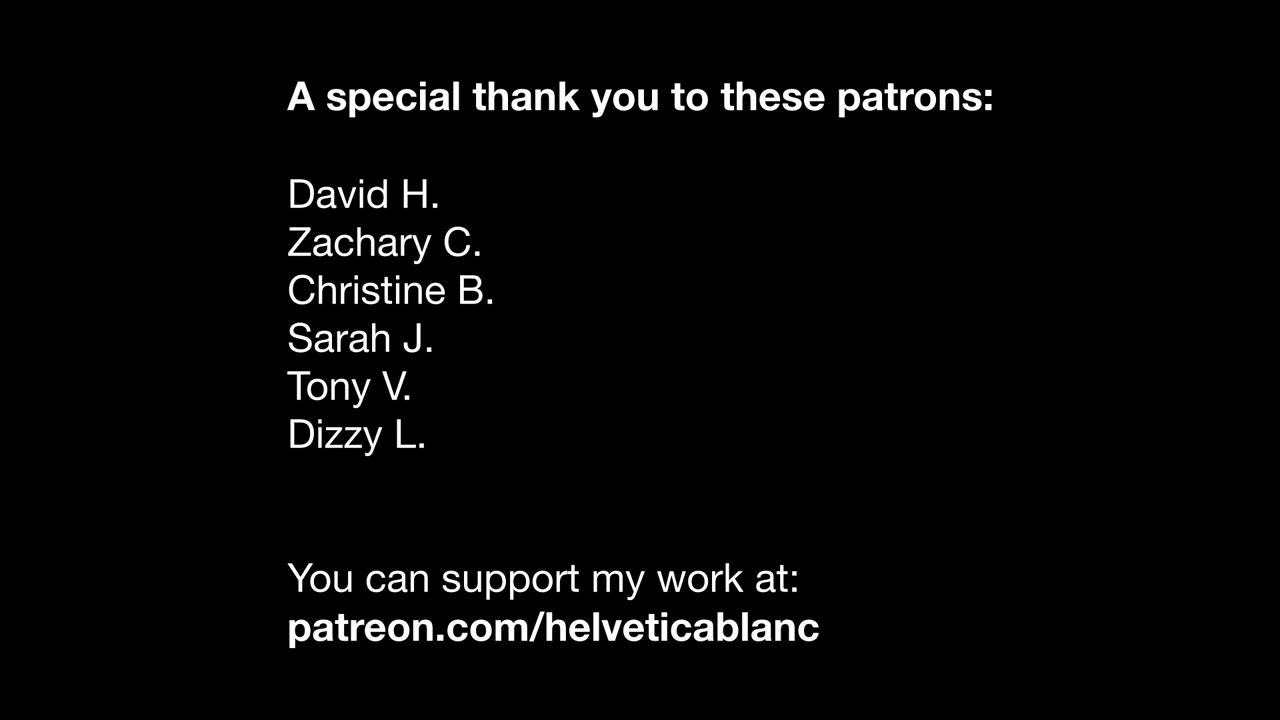 A special thank you to these patrons:
David H.
Zachary C.
Christine B.
Sarah J.
Tony V.
Dizzy L.
You can support my work at:
patreon.com/helveticablanc